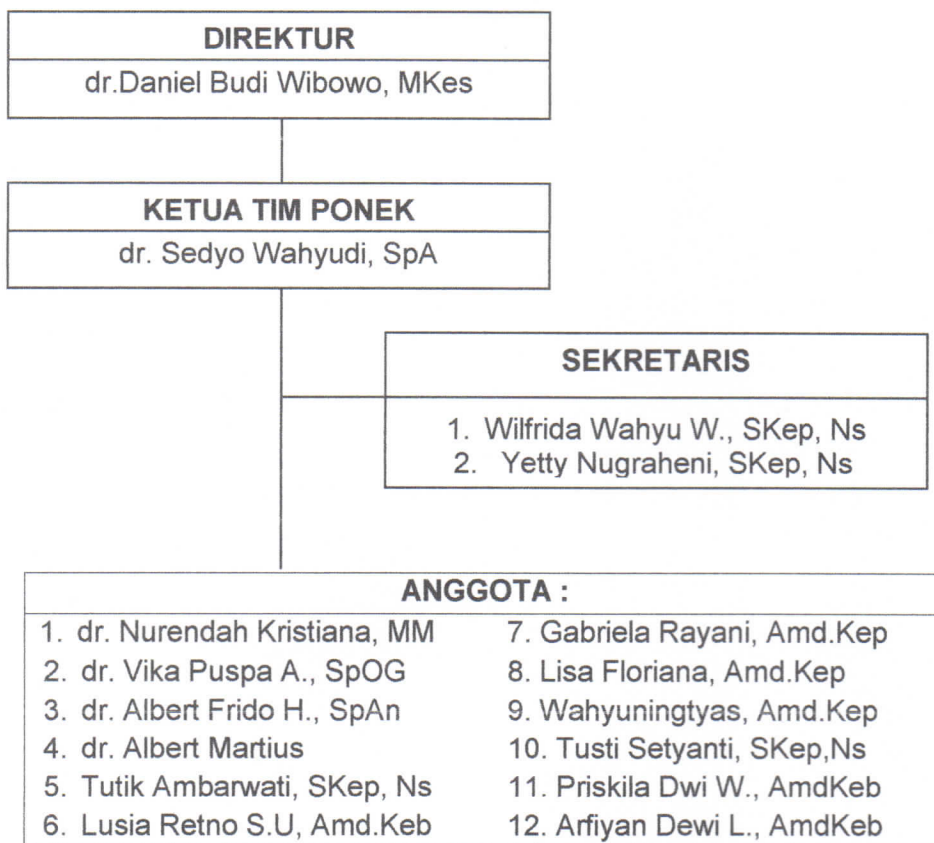 DIREKTUR
dr.Daniel Budi Wibowo, MKes
KETUA TIM PONEK
dr. Sedyo Wahyudi, SpA
SEKRETARIS
1. Wilfrida Wahyu W., SKep, Ns
2. Yetty Nugraheni, SKep, Ns
ANGGOTA :
1. dr. Nurendah Kristiana, MM
2. dr. Vika Puspa A., SpOG
3. dr. Albert Frido H., SpAn
4. dr. Albert Martius
5. Tutik Ambarwati, SKep, Ns
6. Lusia Retno S.U, Amd.Keb
7. Gabriela Rayani, Amd.Kep
8. Lisa Floriana, Amd.Kep
9. Wahyuningtyas, Amd.Kep
10. Tusti Setyanti, SKep,Ns
11. Priskila Dwi W., AmdKeb
12. Arfiyan Dewi L., AmdKeb